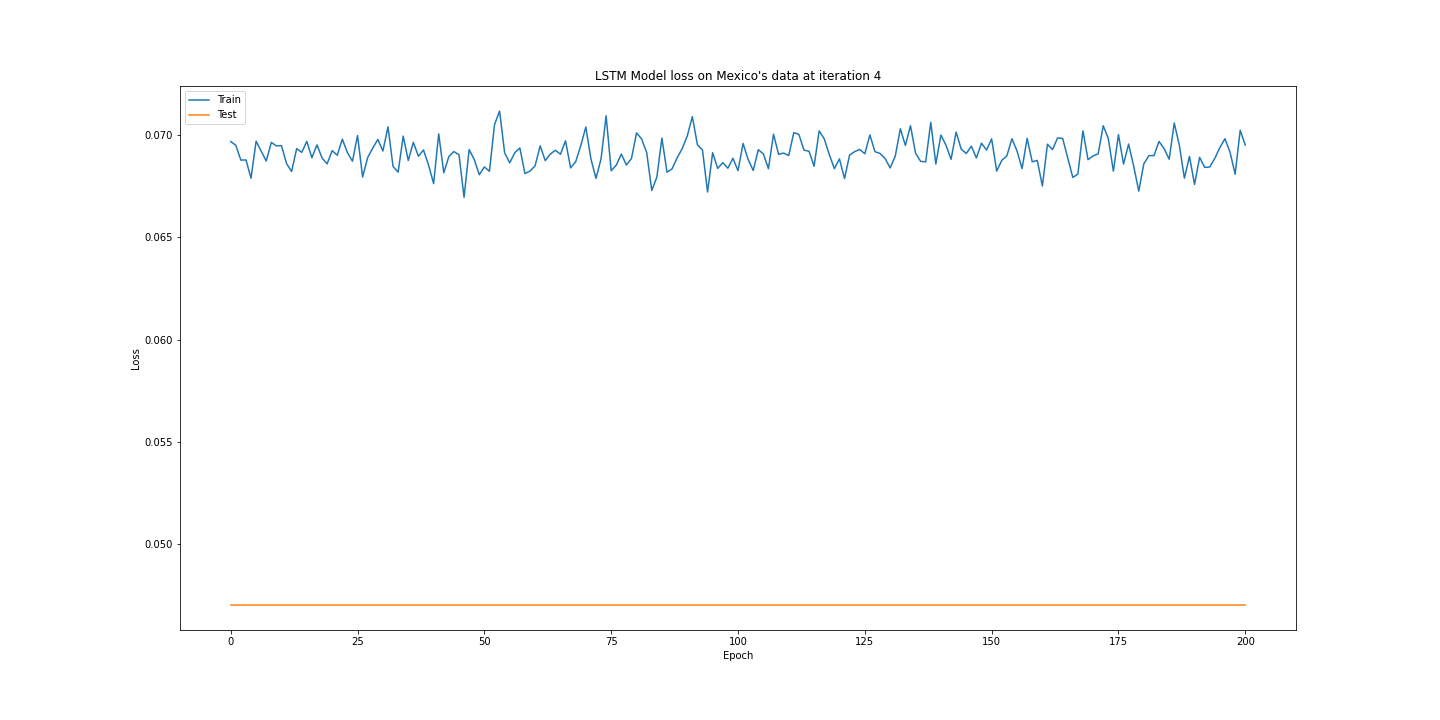 LSTM Model loss on Mexico's data at iteration 4
Train
Test
0.070
0.065
0.060
0.055
0.050
Loss
0 25 50 75 100 125 150 175 200
Epoch